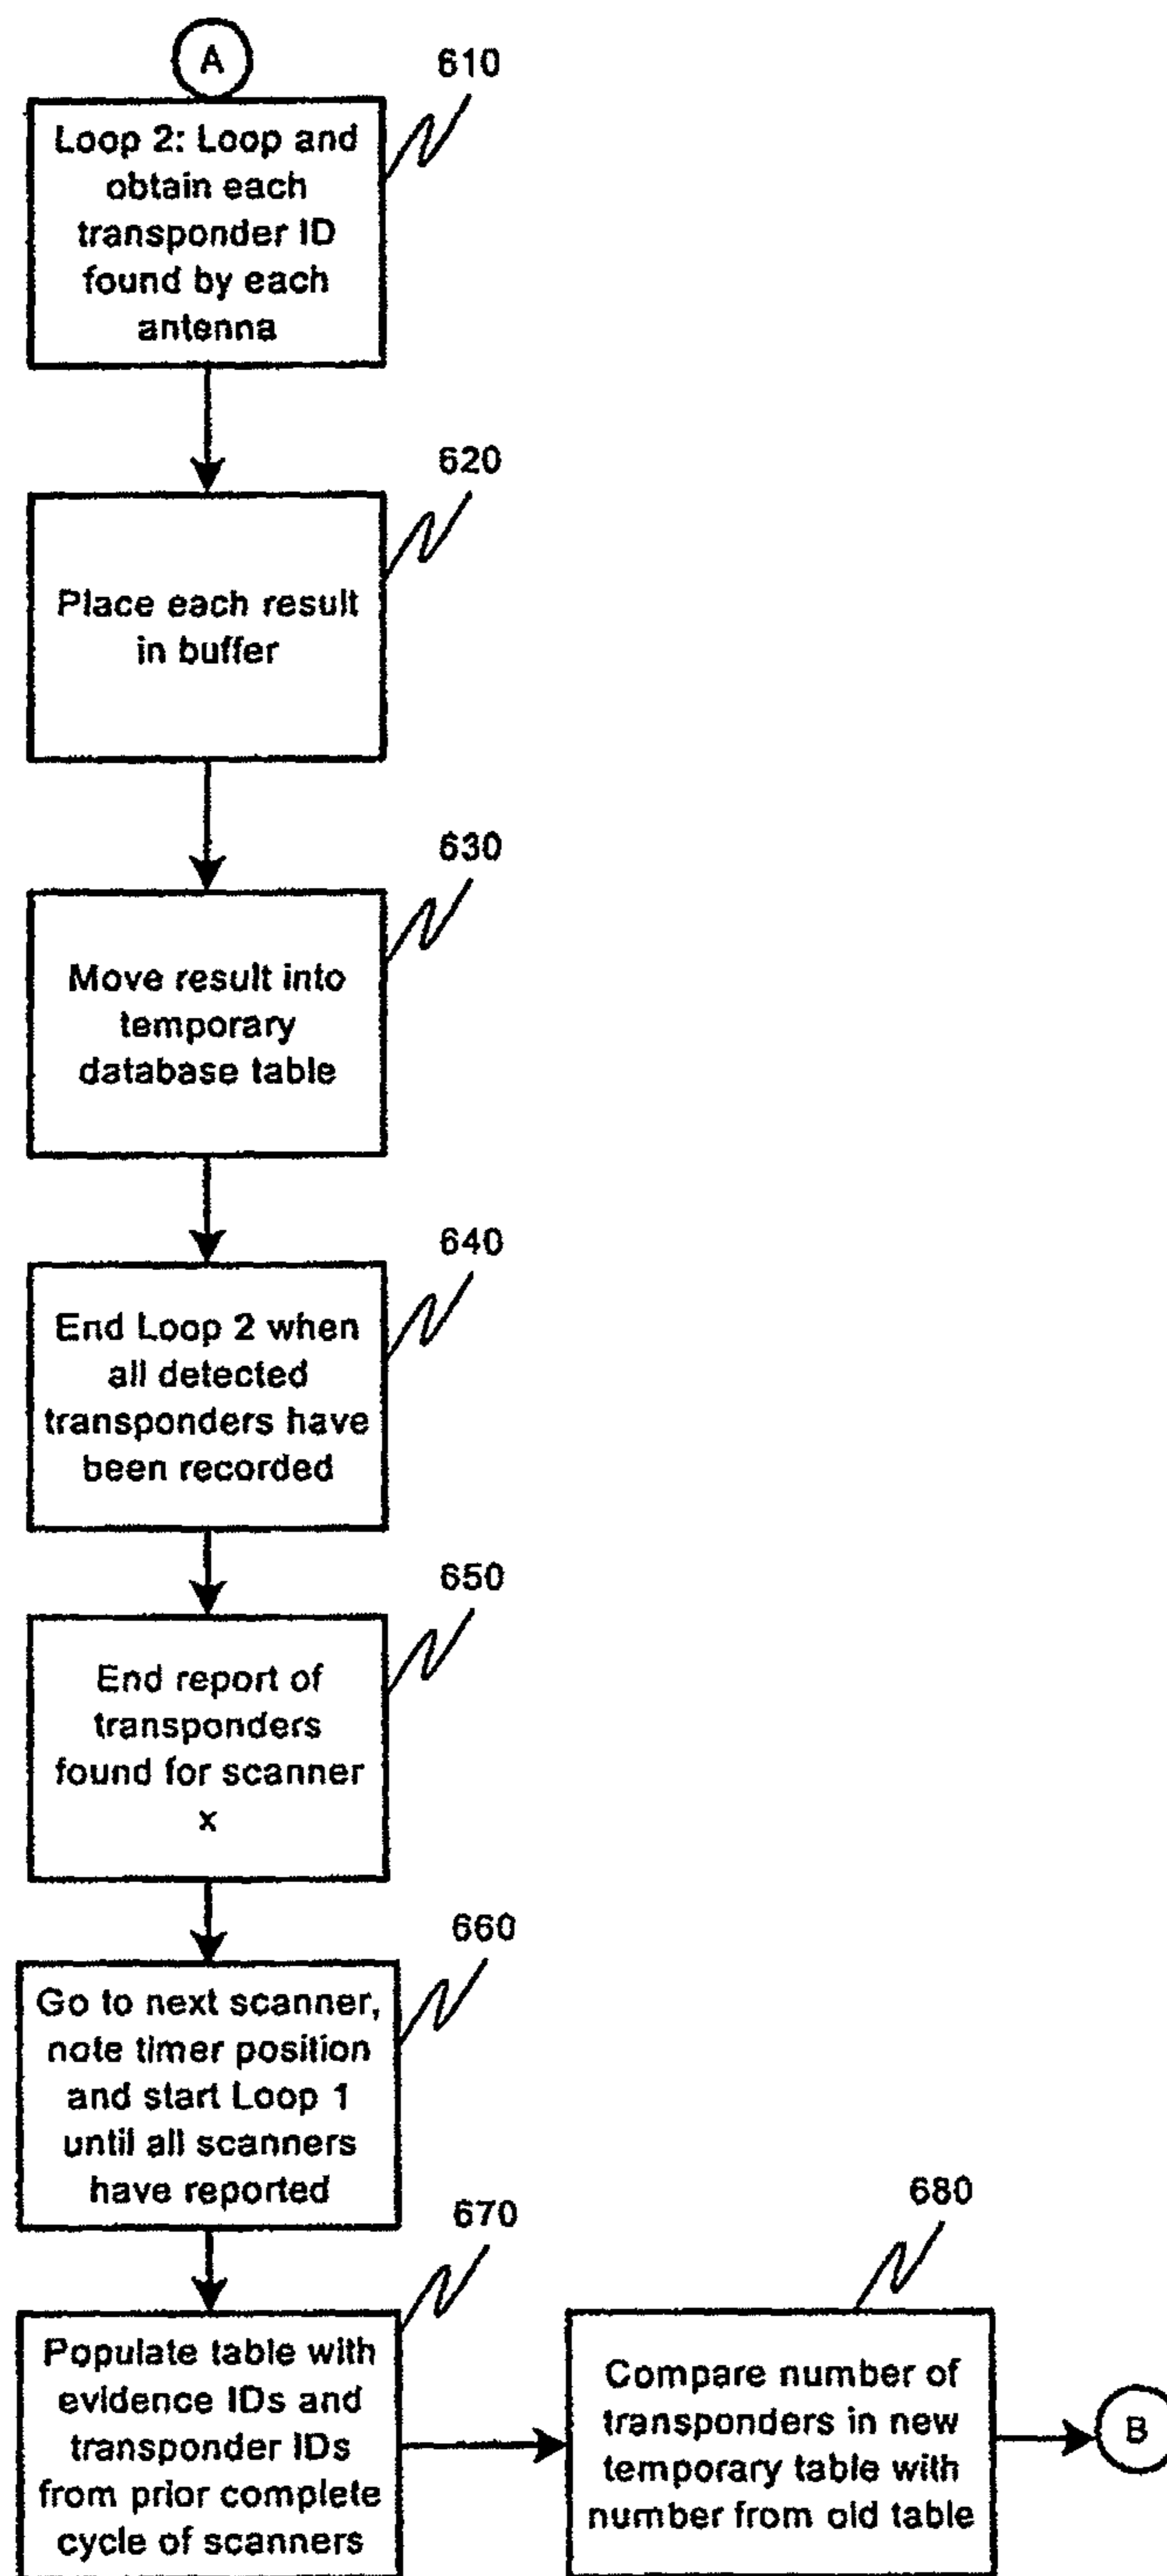 A
610
Loop 2: Loop and
obtain each
transponder ID
found by each
antenna
620
Place each result
in buffer
630
Move result into
temporary
database table
640
End Loop 2 when
all detected
transponders have
been recorded
650
End report of
transponders
found for scanner
x
660
Go to next scanner,
note timer position
and start Loop 1
until all scanners
have reported
670
Populate table with
evidence IDs and
transponder IDs
from prior complete
cycle of scanners
680
Compare number of
transponders in new
temporary table with
number from old table
B